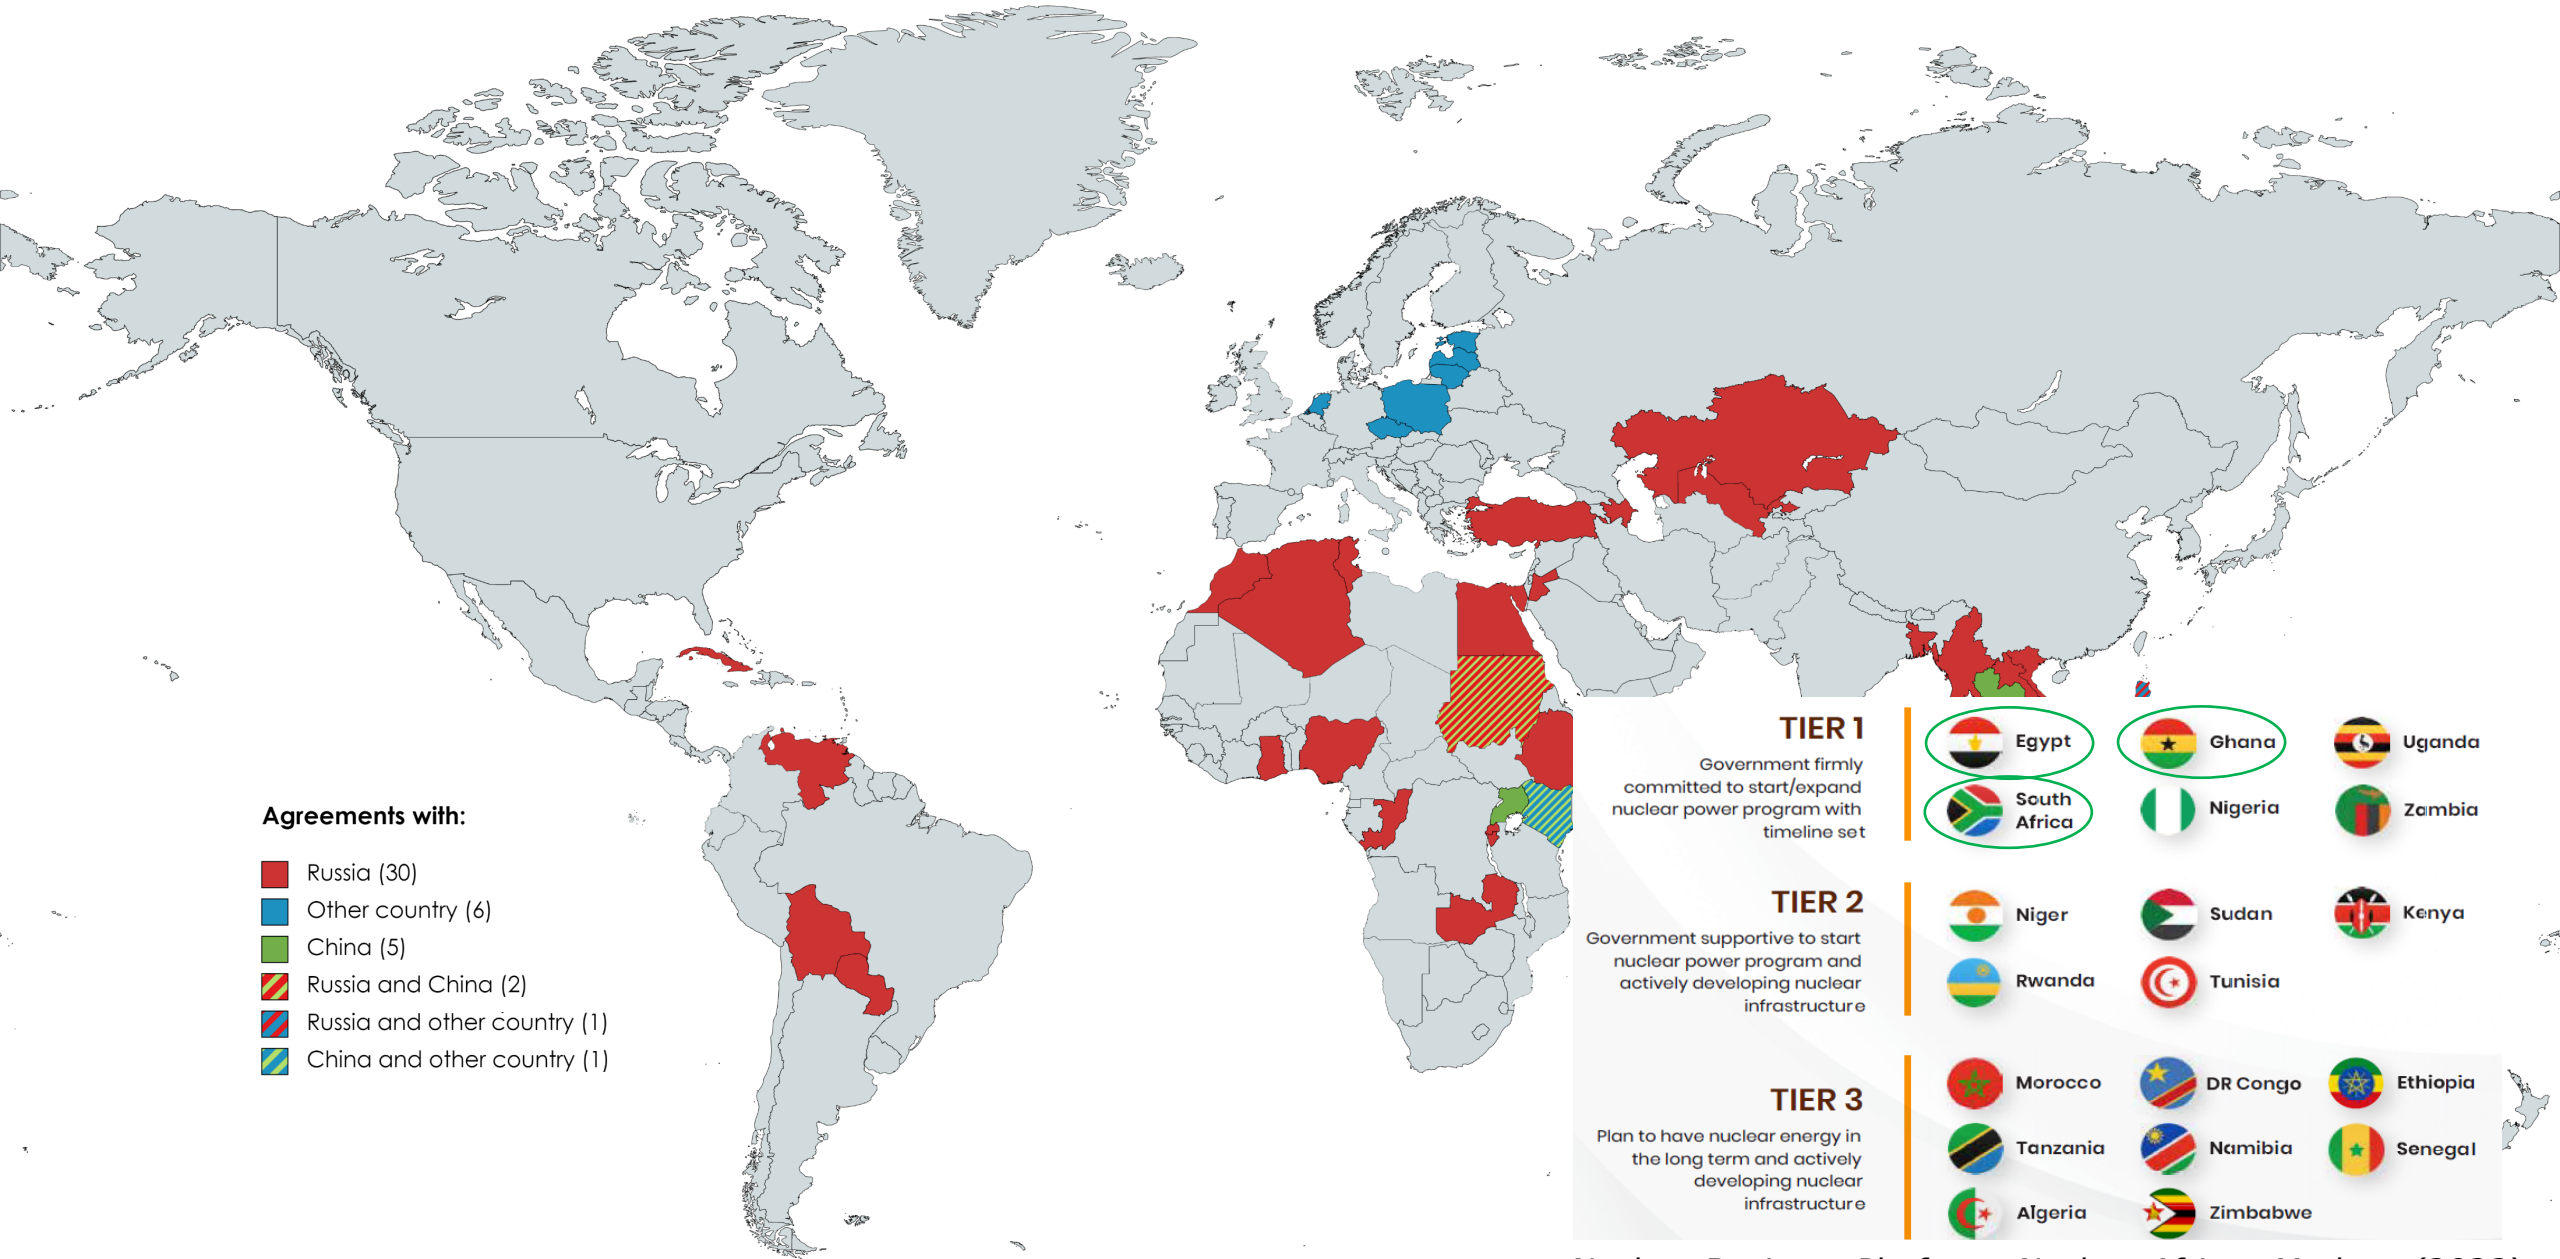 Agreements with:
Russia (30)
Other country (6)
China (5)
Russia and China (2)
Russia and other country (1)
China and other country (1)
TIER 1
Government firmly
committed to start/expand
nuclear power program with
timeline set
Egypt
Ghana
Uganda
South
Africa
Nigeria
Zambia
TIER 2
Government supportive to start
nuclear power program and
actively developing nuclear
infrastructure
Niger
Sudan
Kenya
Rwanda
Tunisia
TIER 3
Plan to have nuclear energy in
the long term and actively
developing nuclear
infrastructure
Morocco
DR Congo
Ethiopia
Tanzania
Namibia
Senegal
Algeria
Zimbabwe